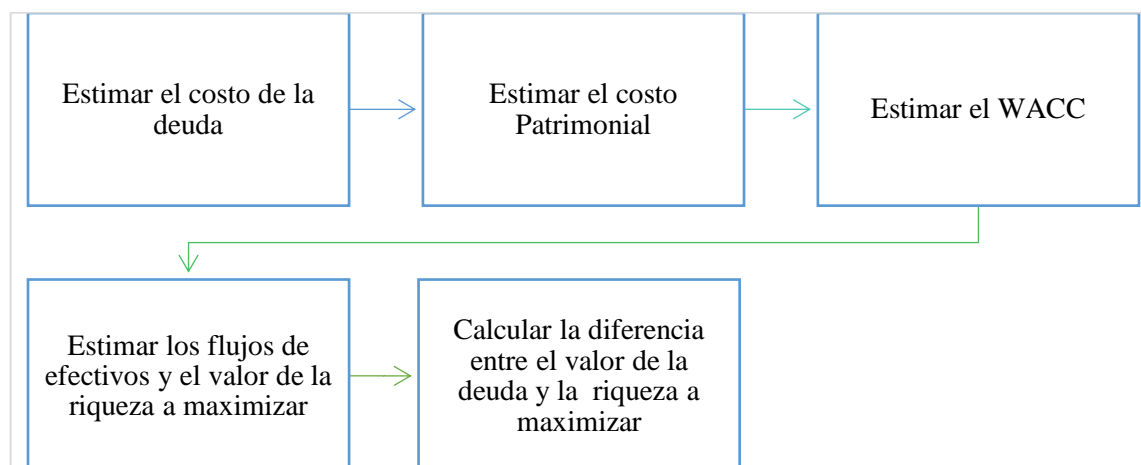 Estimar el costo de la
deuda
Estimar el costo
Patrimonial
Estimar el WACC
Estimar los flujos de
efectivos y el valor de la
riqueza a maximizar
Calcular la diferencia
entre el valor de la
deuda y la riqueza a
maximizar